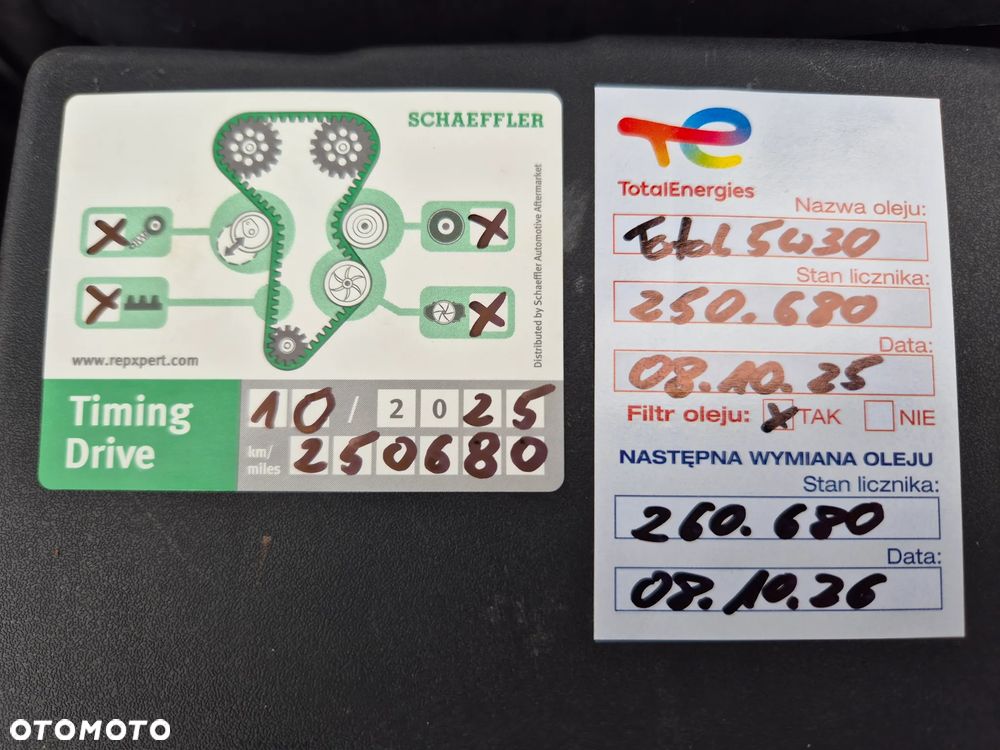 SCHAEFFLER
Distributed by Schaeffler Automotive Aftermarket
X
X
X
X
www.repxpert.com
Timing
Drive
10 / 2025
km/
miles
250680
TotalEnergies
Nazwa oleju:
Total 5W30
Stan licznika:
250.680
Data:
08.10.25
Filtr oleju: X TAK NIE
NASTĘPNA WYMIANA OLEJU
Stan licznika:
260.680
Data:
08.10.26
OTOMOTO